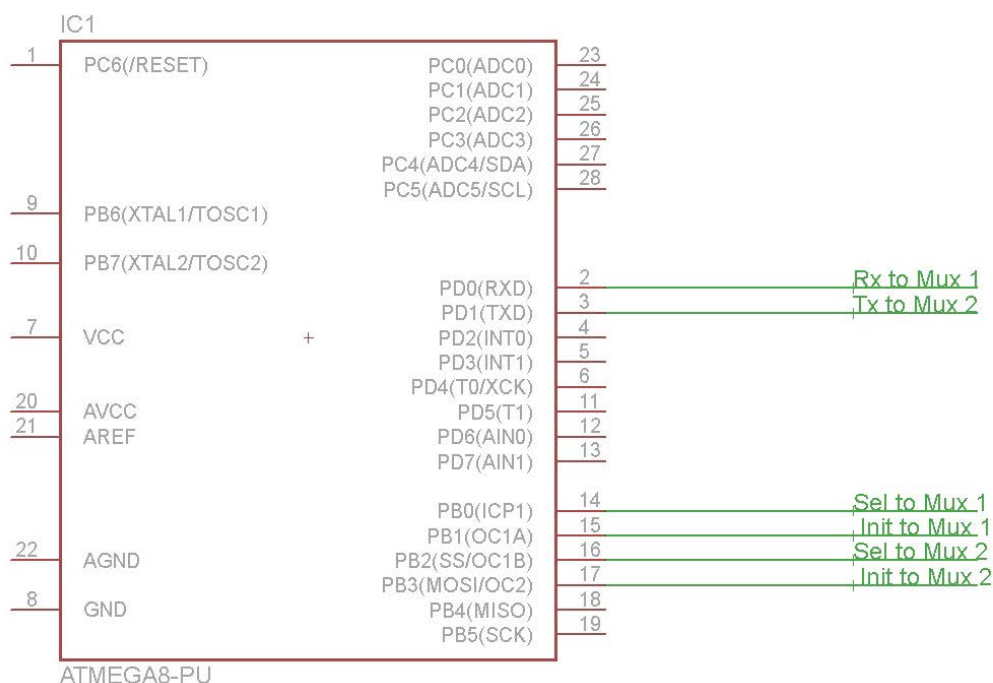 IC1
1 PC6(/RESET)
PC0(ADC0) 23
PC1(ADC1) 24
PC2(ADC2) 25
PC3(ADC3) 26
PC4(ADC4/SDA) 27
PC5(ADC5/SCL) 28
9 PB6(XTAL1/TOSC1)
10 PB7(XTAL2/TOSC2)
PD0(RXD) 2 Rx to Mux 1
PD1(TXD) 3 Tx to Mux 2
7 VCC
+
PD2(INT0) 4
PD3(INT1) 5
PD4(T0/XCK) 6
20 AVCC
PD5(T1) 11
21 AREF
PD6(AIN0) 12
PD7(AIN1) 13
PB0(ICP1) 14 Sel to Mux 1
PB1(OC1A) 15 Init to Mux 1
22 AGND
PB2(SS/OC1B) 16 Sel to Mux 2
PB3(MOSI/OC2) 17 Init to Mux 2
8 GND
PB4(MISO) 18
PB5(SCK) 19
ATMEGA8-PU